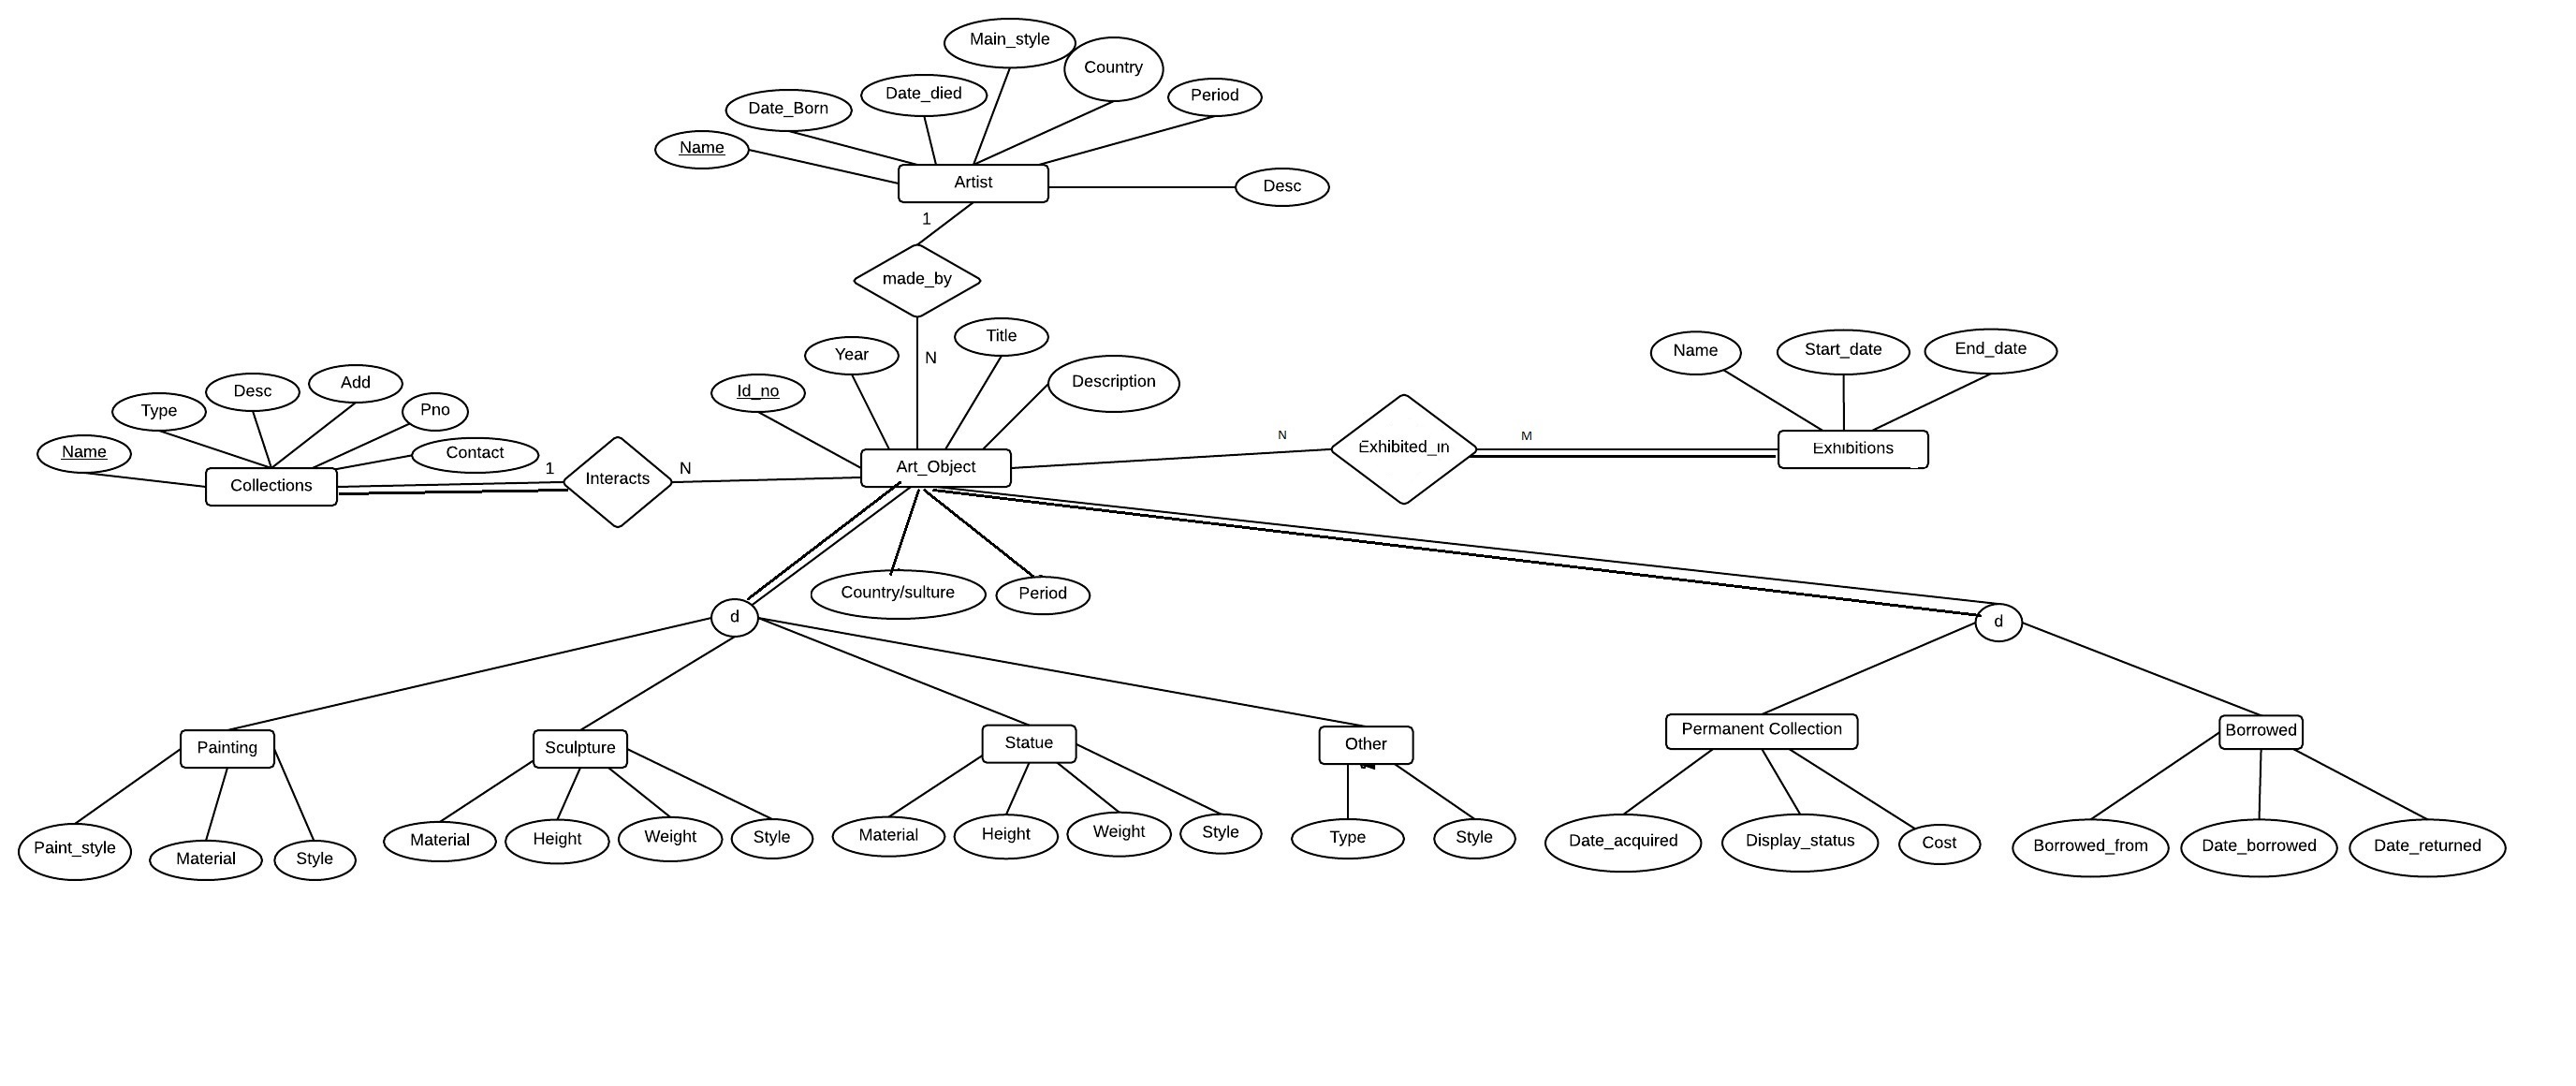 Main_style
Country
Date_died
Period
Date_Born
Name
Artist
Desc
1
made_by
Title
Year
N
Name
Start_date
End_date
Add
Desc
Type
Pno
Id_no
Description
Name
Contact
1
Interacts
N
Art_Object
N
Exhibited_in
M
Exhibitions
Collections
Country/sulture
Period
d
d
Painting
Sculpture
Statue
Other
Permanent Collection
Borrowed
Paint_style
Material
Style
Material
Height
Weight
Style
Material
Height
Weight
Style
Type
Style
Date_acquired
Display_status
Cost
Borrowed_from
Date_borrowed
Date_returned